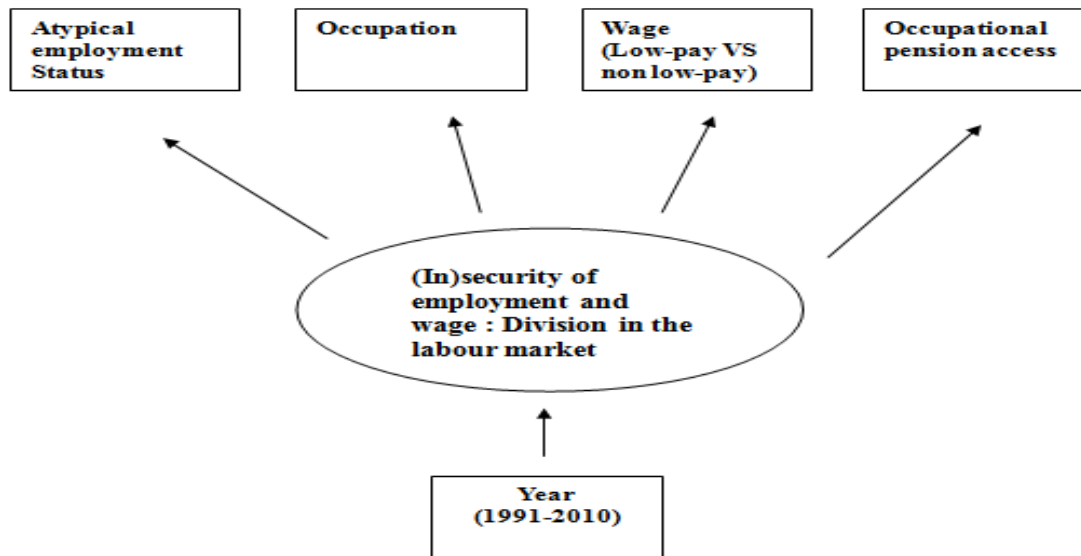 Atypical
employment
Status
Occupation
Wage
(Low-pay VS
non low-pay)
Occupational
pension access
(In)security of
employment and
wage : Division in the
labour market
Year
(1991-2010)